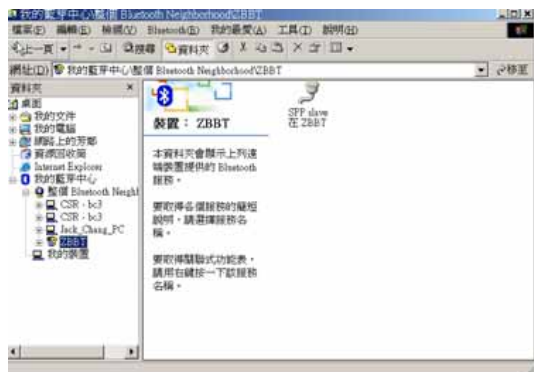 我的藍芽中心\整個 Bluetooth Neighborhood\ZBBT
檔案(F) 編輯(E) 檢視(V) Bluetooth(B) 我的最愛(A) 工具(T) 說明(H)
上一頁 搜尋 資料夾
網址(D) 我的藍芽中心\整個 Bluetooth Neighborhood\ZBBT 移至
資料夾
桌面
我的文件
我的電腦
網路上的芳鄰
資源回收筒
Internet Explorer
我的藍芽中心
整個 Bluetooth Neighl
CSR - bc3
CSR - bc3
Jack_Chang_PC
ZBBT
我的裝置
裝置： ZBBT
本資料夾會顯示上列遠
端裝置提供的 Bluetooth
服務。
要取得各個服務的簡短
說明，請選擇服務名
稱。
要取得關聯式功能表，
請用右鍵按一下該服務
名稱。
SPP slave
在 ZBBT